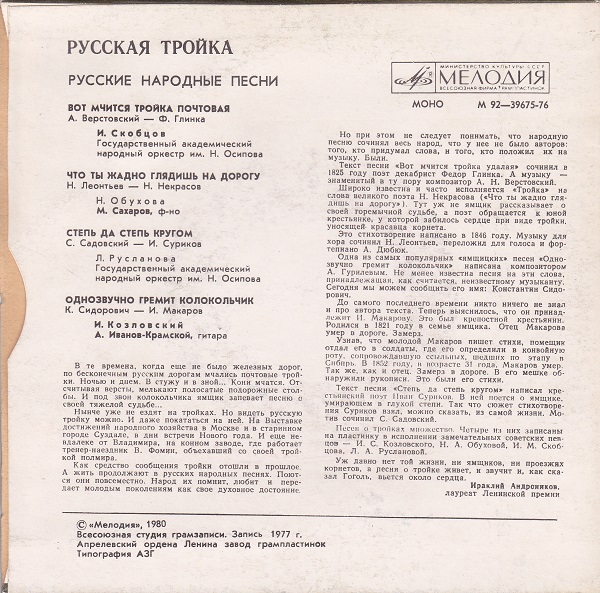 РУССКАЯ ТРОЙКА
РУССКИЕ НАРОДНЫЕ ПЕСНИ
МИНИСТЕРСТВО КУЛЬТУРЫ СССР
МЕЛОДИЯ
ВСЕСОЮЗНАЯ ФИРМА ГРАМПЛАСТИНОК
МОНО М 92—39675-76
ВОТ МЧИТСЯ ТРОЙКА ПОЧТОВАЯ
А. Верстовский — Ф. Глинка
И. Скобцов
Государственный академический
народный оркестр им. Н. Осипова
ЧТО ТЫ ЖАДНО ГЛЯДИШЬ НА ДОРОГУ
Н. Леонтьев — Н. Некрасов
Н. Обухова
М. Сахаров, ф-но
СТЕПЬ ДА СТЕПЬ КРУГОМ
С. Садовский — И. Суриков
Л. Русланова
Государственный академический
народный оркестр им. Н. Осипова
ОДНОЗВУЧНО ГРЕМИТ КОЛОКОЛЬЧИК
К. Сидорович — И. Макаров
И. Козловский
А. Иванов-Крамской, гитара
В те времена, когда еще не было железных дорог,
по бесконечным русским дорогам мчались почтовые трой-
ки. Ночью и днем. В стужу и в зной... Кони мчатся. От-
считывая версты, мелькают полосатые подорожные стол-
бы. И под звон колокольчика ямщик запевает песню о
своей тяжелой судьбе...
Нынче уже не ездят на тройках. Но видеть русскую
тройку можно. И даже покататься на ней. На Выставке
достижений народного хозяйства в Москве и в старинном
городе Суздале, в дни встречи Нового года. И еще не-
далеко от Владимира, на конном заводе, где работает
тренер-наездник В. Фомин, объехавший со своей трой-
кой полмира.
Как средство сообщения тройки отошли в прошлое.
А жить продолжают в русских народных песнях. Поют-
ся они повсеместно. Народ их помнит, любит и пере-
дает молодым поколениям как свое духовное достояние.
Но при этом не следует понимать, что народную
песню сочинял весь народ, что у нее не было авторов:
того, кто придумал слова, и того, кто положил их на
музыку. Были.
Текст песни «Вот мчится тройка удалая» сочинил в
1825 году поэт декабрист Федор Глинка. А музыку —
знаменитый в ту пору композитор А. Н. Верстовский.
Широко известна и часто исполняется «Тройка» на
слова великого поэта Н. Некрасова («Что ты жадно гля-
дишь на дорогу»). Тут уж не ямщик рассказывает о
своей горемычной судьбе, а поэт обращается к юной
крестьянке, у которой забилось сердце при виде тройки,
уносящей красавца корнета.
Это стихотворение написано в 1846 году. Музыку для
хора сочинил Н. Леонтьев, переложил для голоса и фор-
тепиано А. Дюбюк.
Одна из самых популярных «ямщицких» песен «Одно-
звучно гремит колокольчик» написана композитором
А. Гурилевым. Не менее известна песня на эти слова,
принадлежащая, как считается, неизвестному музыканту.
Сегодня мы можем сообщить его имя: Константин Сидо-
рович.
До самого последнего времени никто ничего не знал
и про автора текста. Теперь выяснилось, что он принад-
лежит И. Макарову. Это был крепостной крестьянин.
Родился в 1821 году в семье ямщика. Отец Макарова
умер в дороге. Замерз.
Узнав, что молодой Макаров пишет стихи, помещик
отдал его в солдаты, где его определили в конвойную
роту, сопровождавшую ссыльных, шедших по этапу в
Сибирь. В 1852 году, в возрасте 31 года, Макаров умер.
Так же, как и отец. Замерз в дороге. В его мешке об-
наружили рукописи. Это были его стихи.
Текст песни «Степь да степь кругом» написал кре-
стьянский поэт Иван Суриков. В ней поется о ямщике,
умирающем в глухой степи. Так что сюжет стихотворе-
ния Суриков взял, можно сказать, из самой жизни. Мо-
тив сочинил С. Садовский.
Песен о тройках множество. Четыре из них записаны
на пластинку в исполнении замечательных советских пев-
цов — И. С. Козловского, Н. А. Обуховой, И. М. Скоб-
цова, Л. А. Руслановой.
Уж давно нет той жизни, ни ямщиков, ни проезжих
корнетов, а песни о тройке живет, и звучит и, как ска-
зал Гоголь, вьется около сердца.
Ираклий Андроников,
лауреат Ленинской премии
© «Мелодия», 1980
Всесоюзная студия грамзаписи. Запись 1977 г.
Апрелевский ордена Ленина завод грампластинок
Типография АЗГ